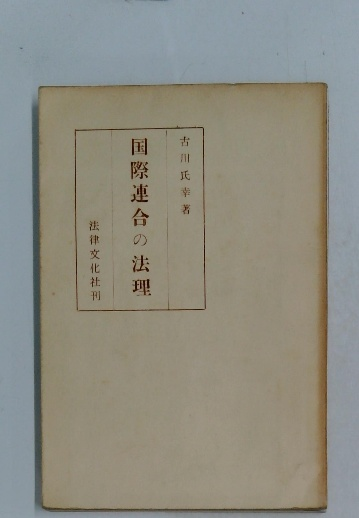 古川氏幸著
国際連合の法理
法律文化社刊